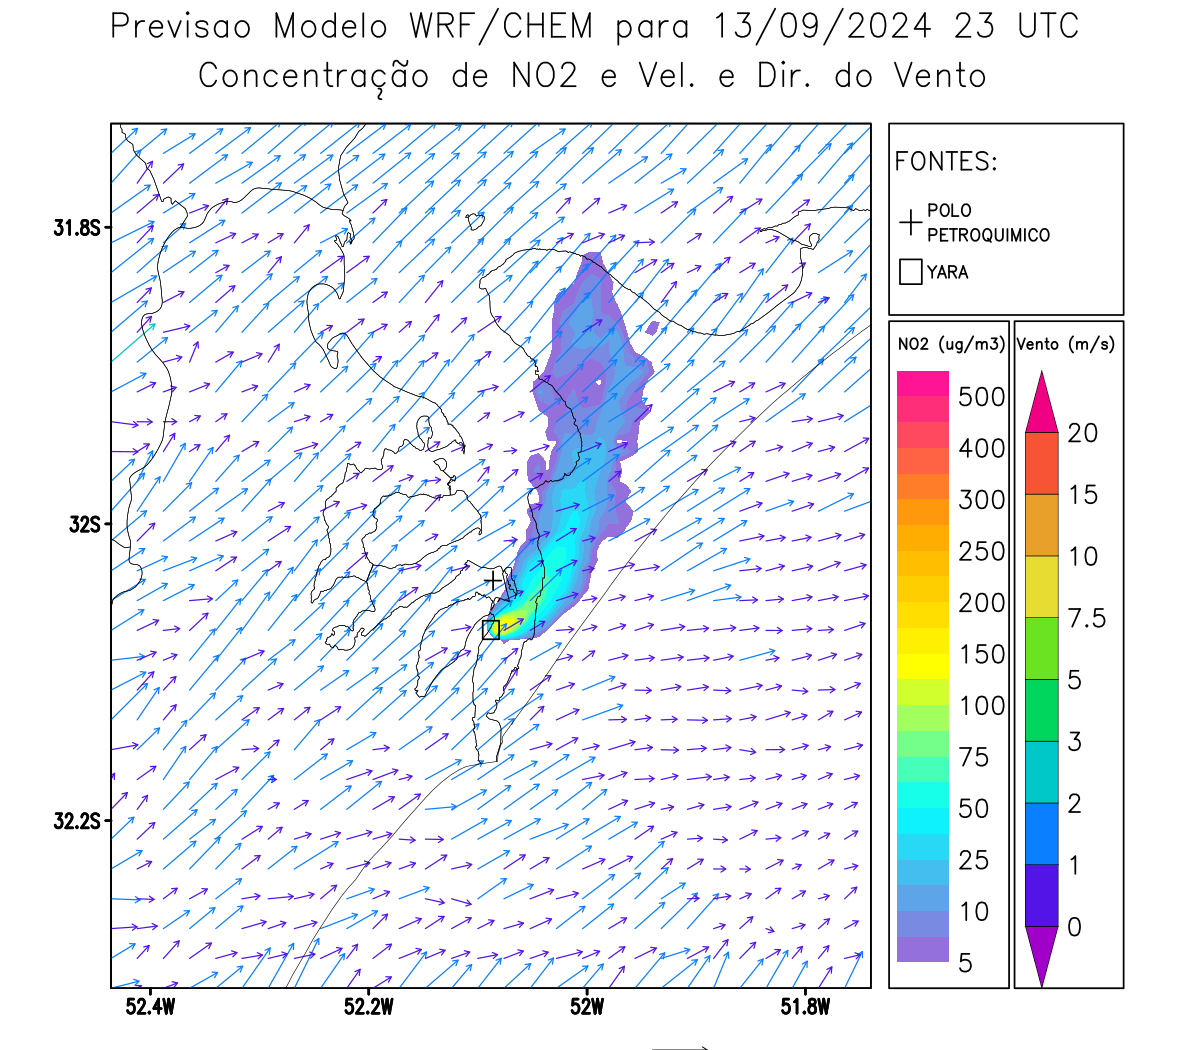 Previsao Modelo WRF/CHEM para 13/09/2024 23 UTC
Concentração de NO2 e Vel. e Dir. do Vento
FONTES:
POLO
PETROQUIMICO
YARA
NO2 (ug/m3)
500
400
300
250
200
150
100
75
50
25
10
5
Vento (m/s)
20
15
10
7.5
5
3
2
1
0
31.8S
32S
32.2S
52.4W
52.2W
52W
51.8W